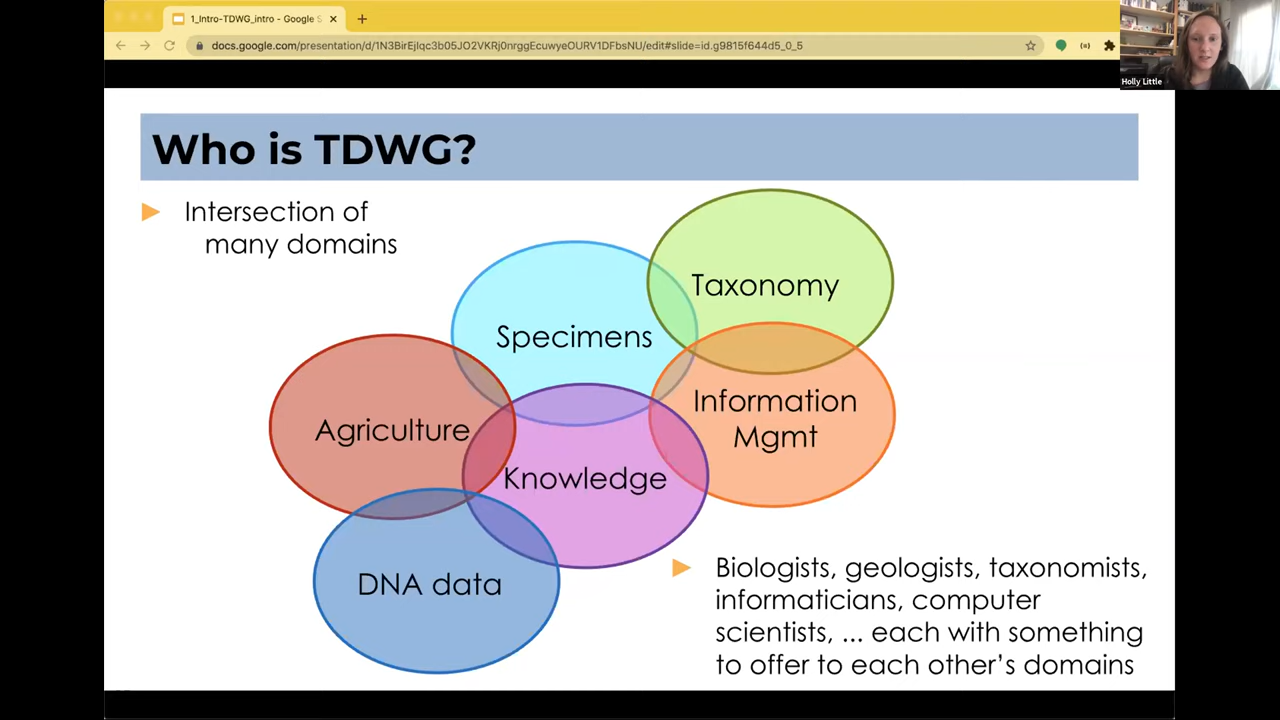 1_Intro-TDWG_intro - Google S
docs.google.com/presentation/d/1N3BirEjIqc3b05JO2VKRj0nrggEcuwyeOURV1DFbsNU/edit#slide=id.g9815f644d5_0_5
Holly Little
Who is TDWG?
Intersection of
many domains
Taxonomy
Specimens
Information
Mgmt
Agriculture
Knowledge
DNA data
Biologists, geologists, taxonomists,
informaticians, computer
scientists, ... each with something
to offer to each other's domains